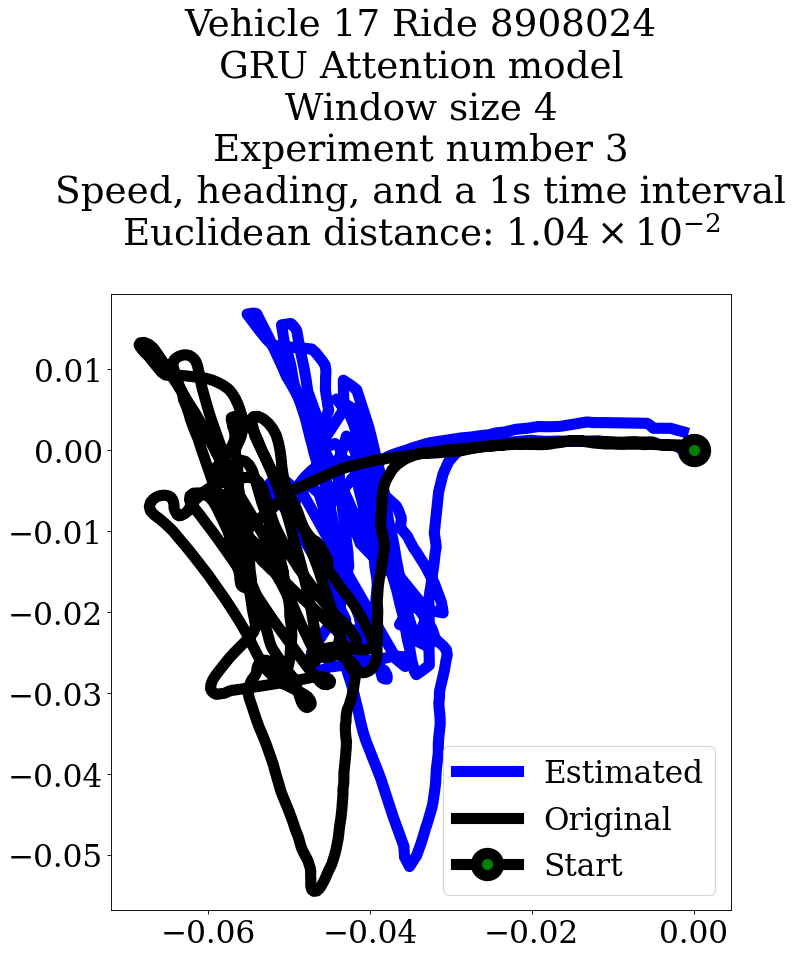 Vehicle 17 Ride 8908024
GRU Attention model
Window size 4
Experiment number 3
Speed, heading, and a 1s time interval
Euclidean distance: 1.04 × 10⁻²
0.01
0.00
−0.01
−0.02
−0.03
−0.04
−0.05
Estimated
Original
Start
−0.06
−0.04
−0.02
0.00